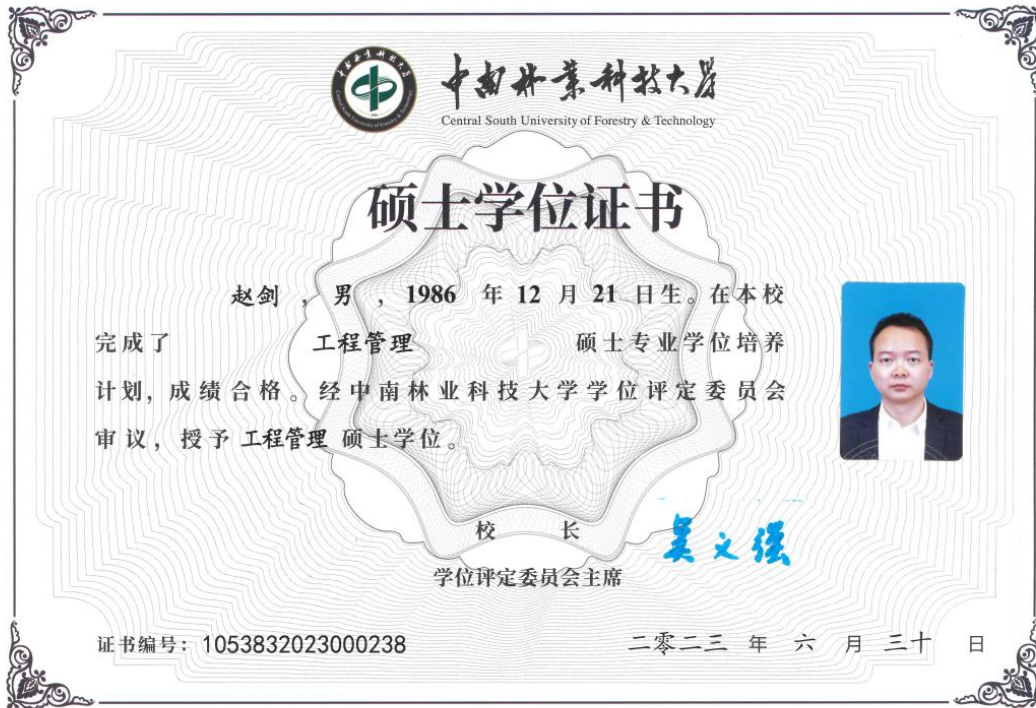 中南林业科技大学
Central South University of Forestry & Technology
硕士学位证书
赵剑 , 男 , 1986 年 12 月 21 日生。在本校
完成了 工程管理 硕士专业学位培养
计划, 成绩合格。经中南林业科技大学学位评定委员会
审议, 授予 工程管理 硕士学位。
校 长
吴义强
学位评定委员会主席
证书编号: 1053832023000238
二零二三 年 六 月 三十 日